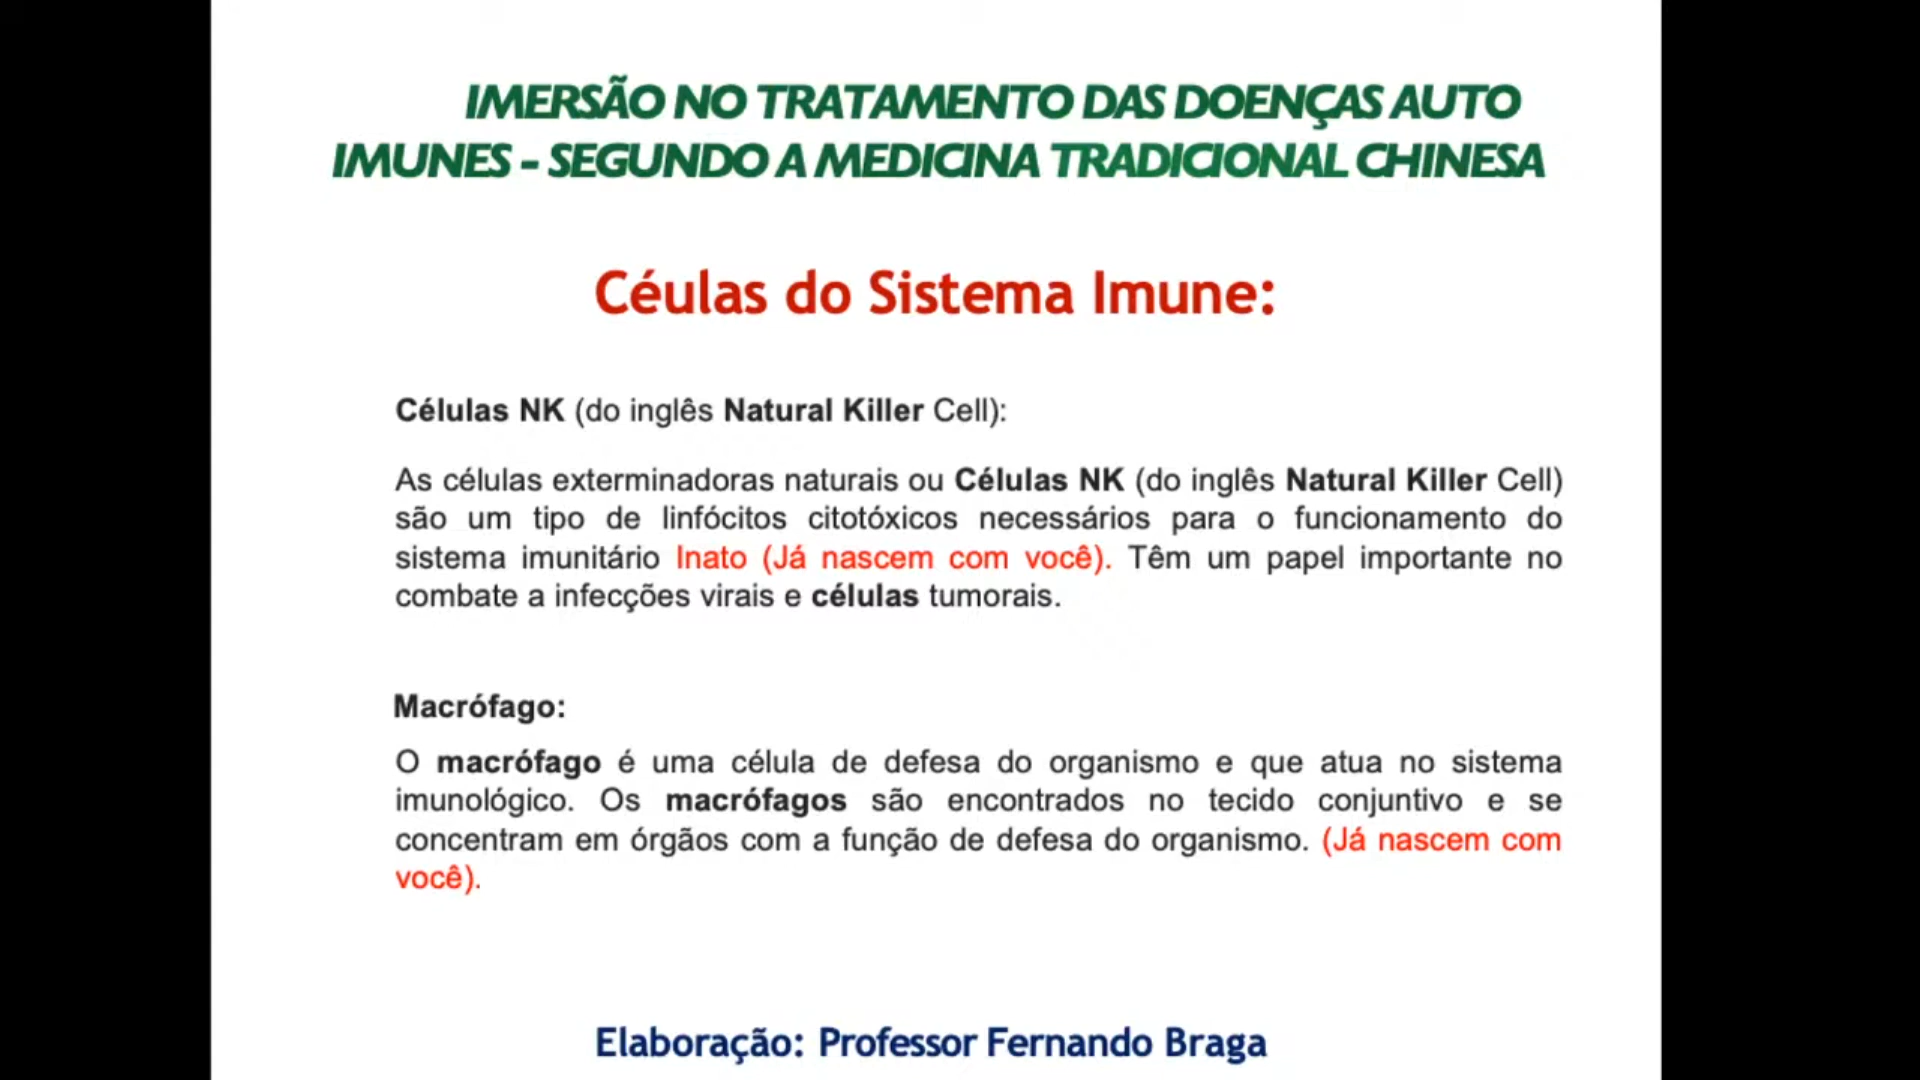 IMERSÃO NO TRATAMENTO DAS DOENÇAS AUTO
IMUNES - SEGUNDO A MEDICINA TRADICIONAL CHINESA
Céulas do Sistema Imune:
Células NK (do inglês Natural Killer Cell):
As células exterminadoras naturais ou Células NK (do inglês Natural Killer Cell)
são um tipo de linfócitos citotóxicos necessários para o funcionamento do
sistema imunitário Inato (Já nascem com você). Têm um papel importante no
combate a infecções virais e células tumorais.
Macrófago:
O macrófago é uma célula de defesa do organismo e que atua no sistema
imunológico. Os macrófagos são encontrados no tecido conjuntivo e se
concentram em órgãos com a função de defesa do organismo. (Já nascem com
você).
Elaboração: Professor Fernando Braga